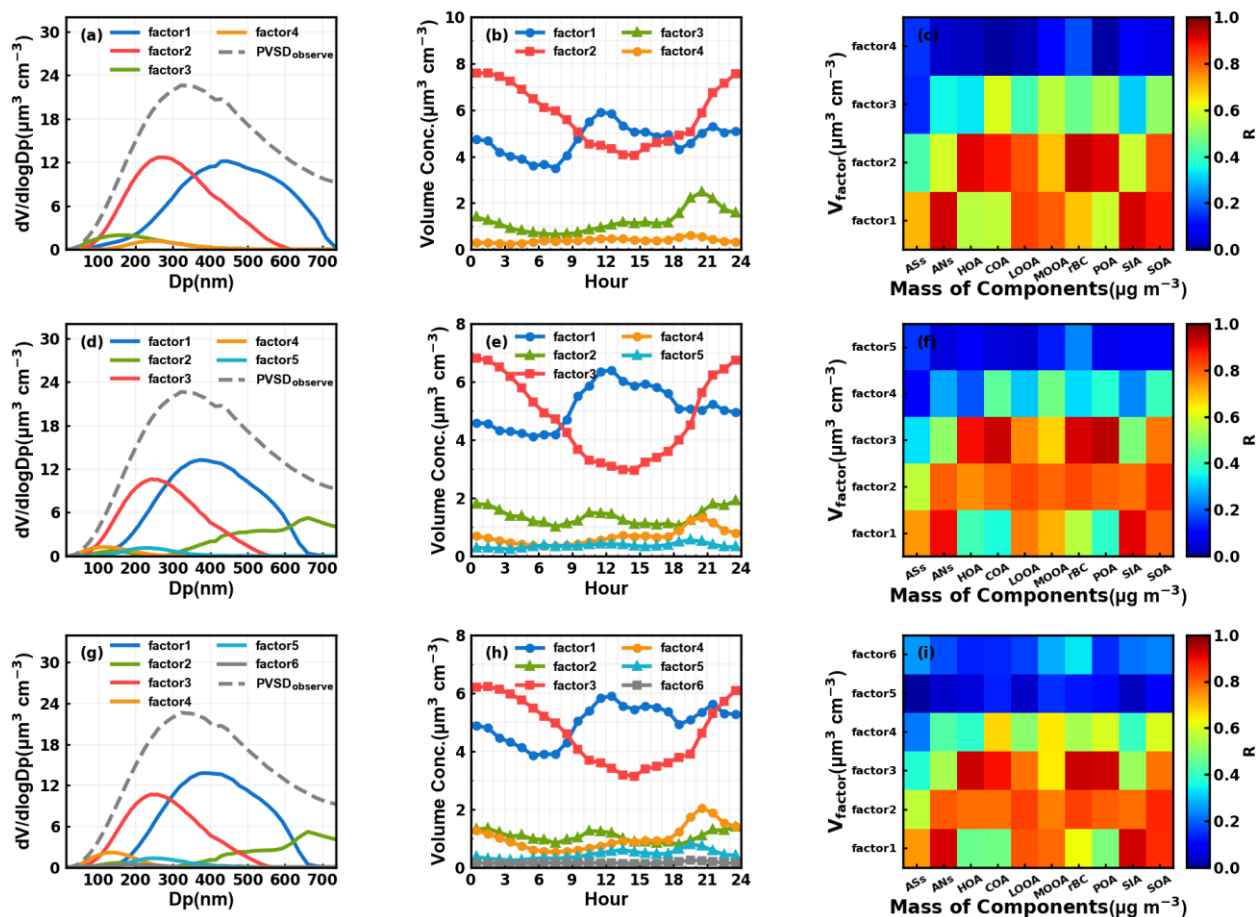 (a)
factor1
factor2
factor3
factor4
PVSDobserve
dV/dlogDp(μm³ cm⁻³)
0
6
12
18
24
30
100 200 300 400 500 600 700
Dp(nm)
(b)
factor1
factor2
factor3
factor4
Volume Conc.(μm³ cm⁻³)
0
2
4
6
8
10
0 3 6 9 12 15 18 21 24
Hour
(c)
Vfactor(μm³ cm⁻³)
factor4
factor3
factor2
factor1
ASs ANs HOA COA LOOA MOOA rBC POA SIA SOA
Mass of Components(μg m⁻³)
1.0
0.8
0.6
0.4
0.2
0.0
R
(d)
factor1
factor2
factor3
factor4
factor5
PVSDobserve
dV/dlogDp(μm³ cm⁻³)
0
6
12
18
24
30
100 200 300 400 500 600 700
Dp(nm)
(e)
factor1
factor2
factor3
factor4
factor5
Volume Conc.(μm³ cm⁻³)
0
2
4
6
8
0 3 6 9 12 15 18 21 24
Hour
(f)
Vfactor(μm³ cm⁻³)
factor5
factor4
factor3
factor2
factor1
ASs ANs HOA COA LOOA MOOA rBC POA SIA SOA
Mass of Components(μg m⁻³)
1.0
0.8
0.6
0.4
0.2
0.0
R
(g)
factor1
factor2
factor3
factor4
factor5
factor6
PVSDobserve
dV/dlogDp(μm³ cm⁻³)
0
6
12
18
24
30
100 200 300 400 500 600 700
Dp(nm)
(h)
factor1
factor2
factor3
factor4
factor5
factor6
Volume Conc.(μm³ cm⁻³)
0
2
4
6
8
0 3 6 9 12 15 18 21 24
Hour
(i)
Vfactor(μm³ cm⁻³)
factor6
factor5
factor4
factor3
factor2
factor1
ASs ANs HOA COA LOOA MOOA rBC POA SIA SOA
Mass of Components(μg m⁻³)
1.0
0.8
0.6
0.4
0.2
0.0
R